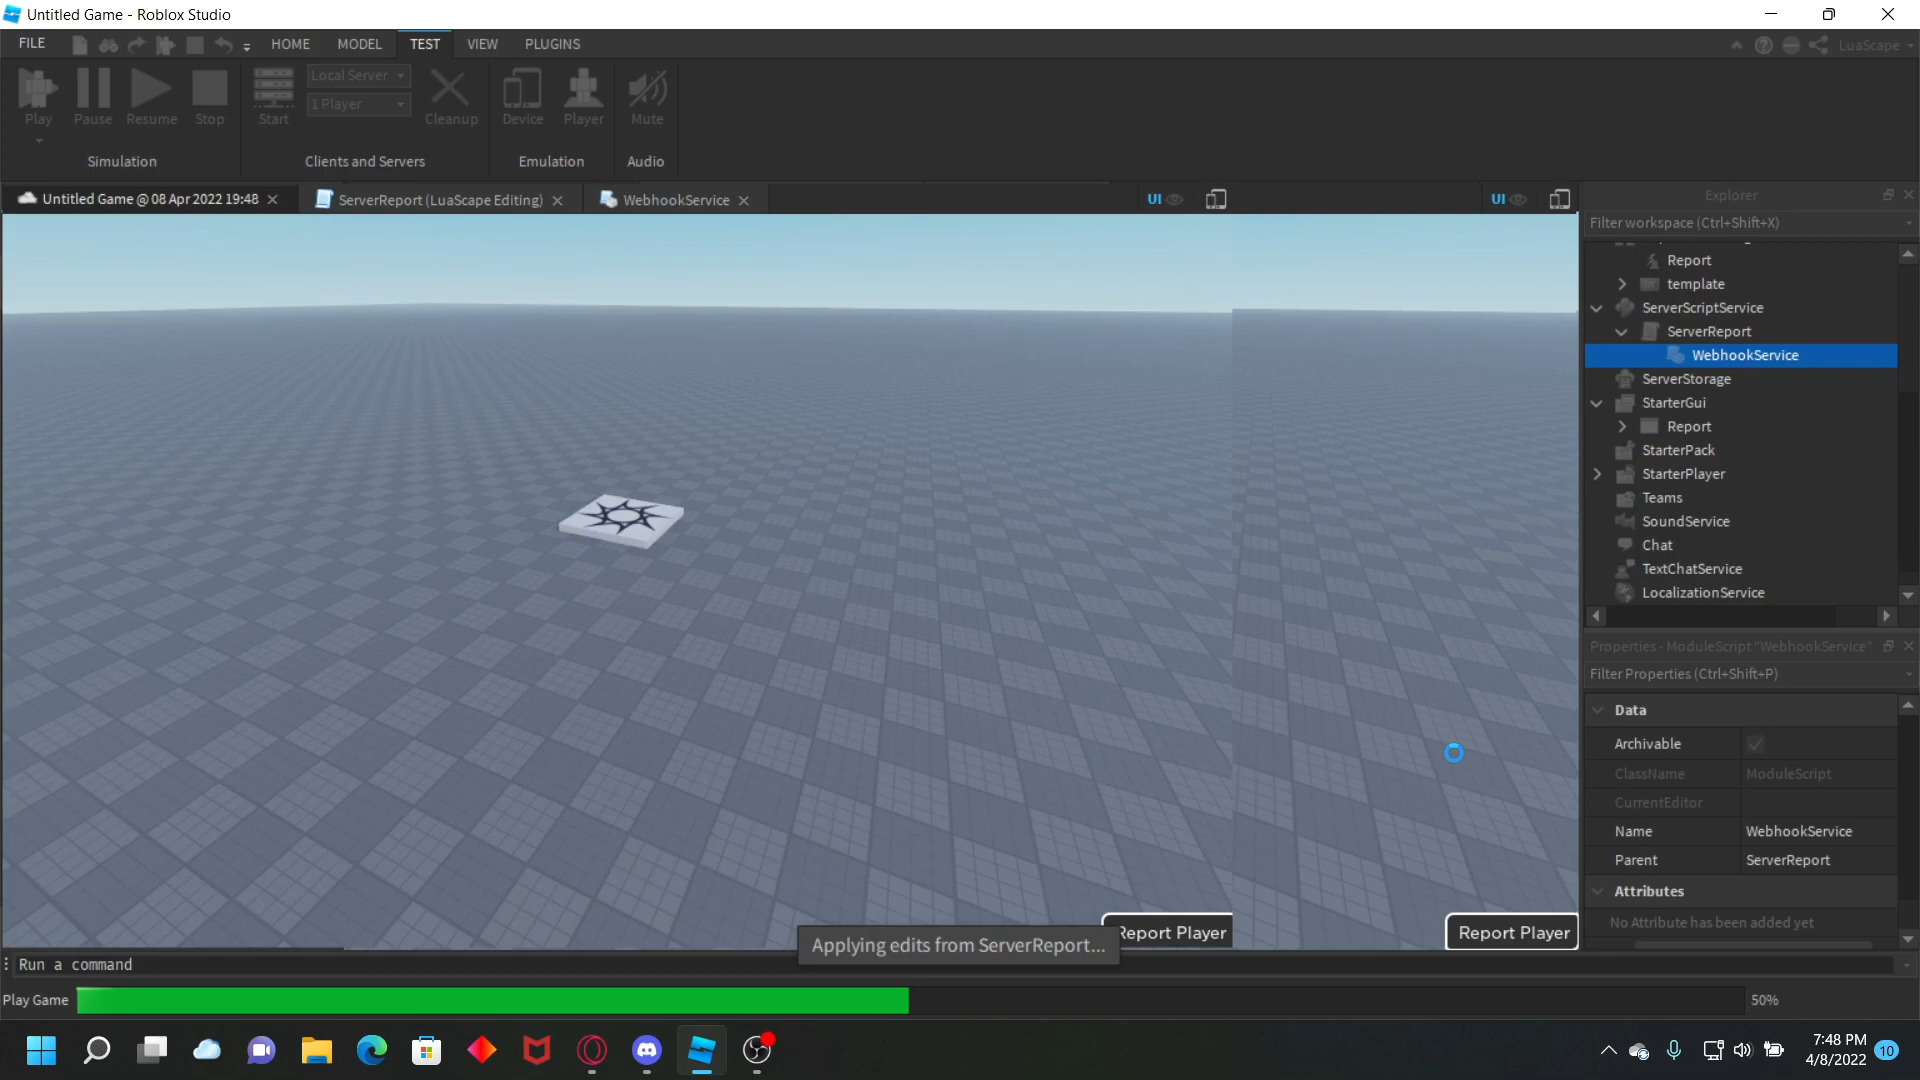 Untitled Game - Roblox Studio
FILE
HOME
MODEL
TEST
VIEW
PLUGINS
LuaScape
Play
Pause
Resume
Stop
Simulation
Start
Local Server
1 Player
Cleanup
Clients and Servers
Device
Player
Emulation
Mute
Audio
Untitled Game @ 08 Apr 2022 19:48
ServerReport (LuaScape Editing)
WebhookService
UI
UI
Explorer
Filter workspace (Ctrl+Shift+X)
Report
template
ServerScriptService
ServerReport
WebhookService
ServerStorage
StarterGui
Report
StarterPack
StarterPlayer
Teams
SoundService
Chat
TextChatService
LocalizationService
Properties - ModuleScript "WebhookService"
Filter Properties (Ctrl+Shift+P)
Data
Archivable
ClassName ModuleScript
CurrentEditor
Name WebhookService
Parent ServerReport
Attributes
No Attribute has been added yet
Report Player
Report Player
Applying edits from ServerReport...
Run a command
Play Game
50%
7:48 PM
4/8/2022
10